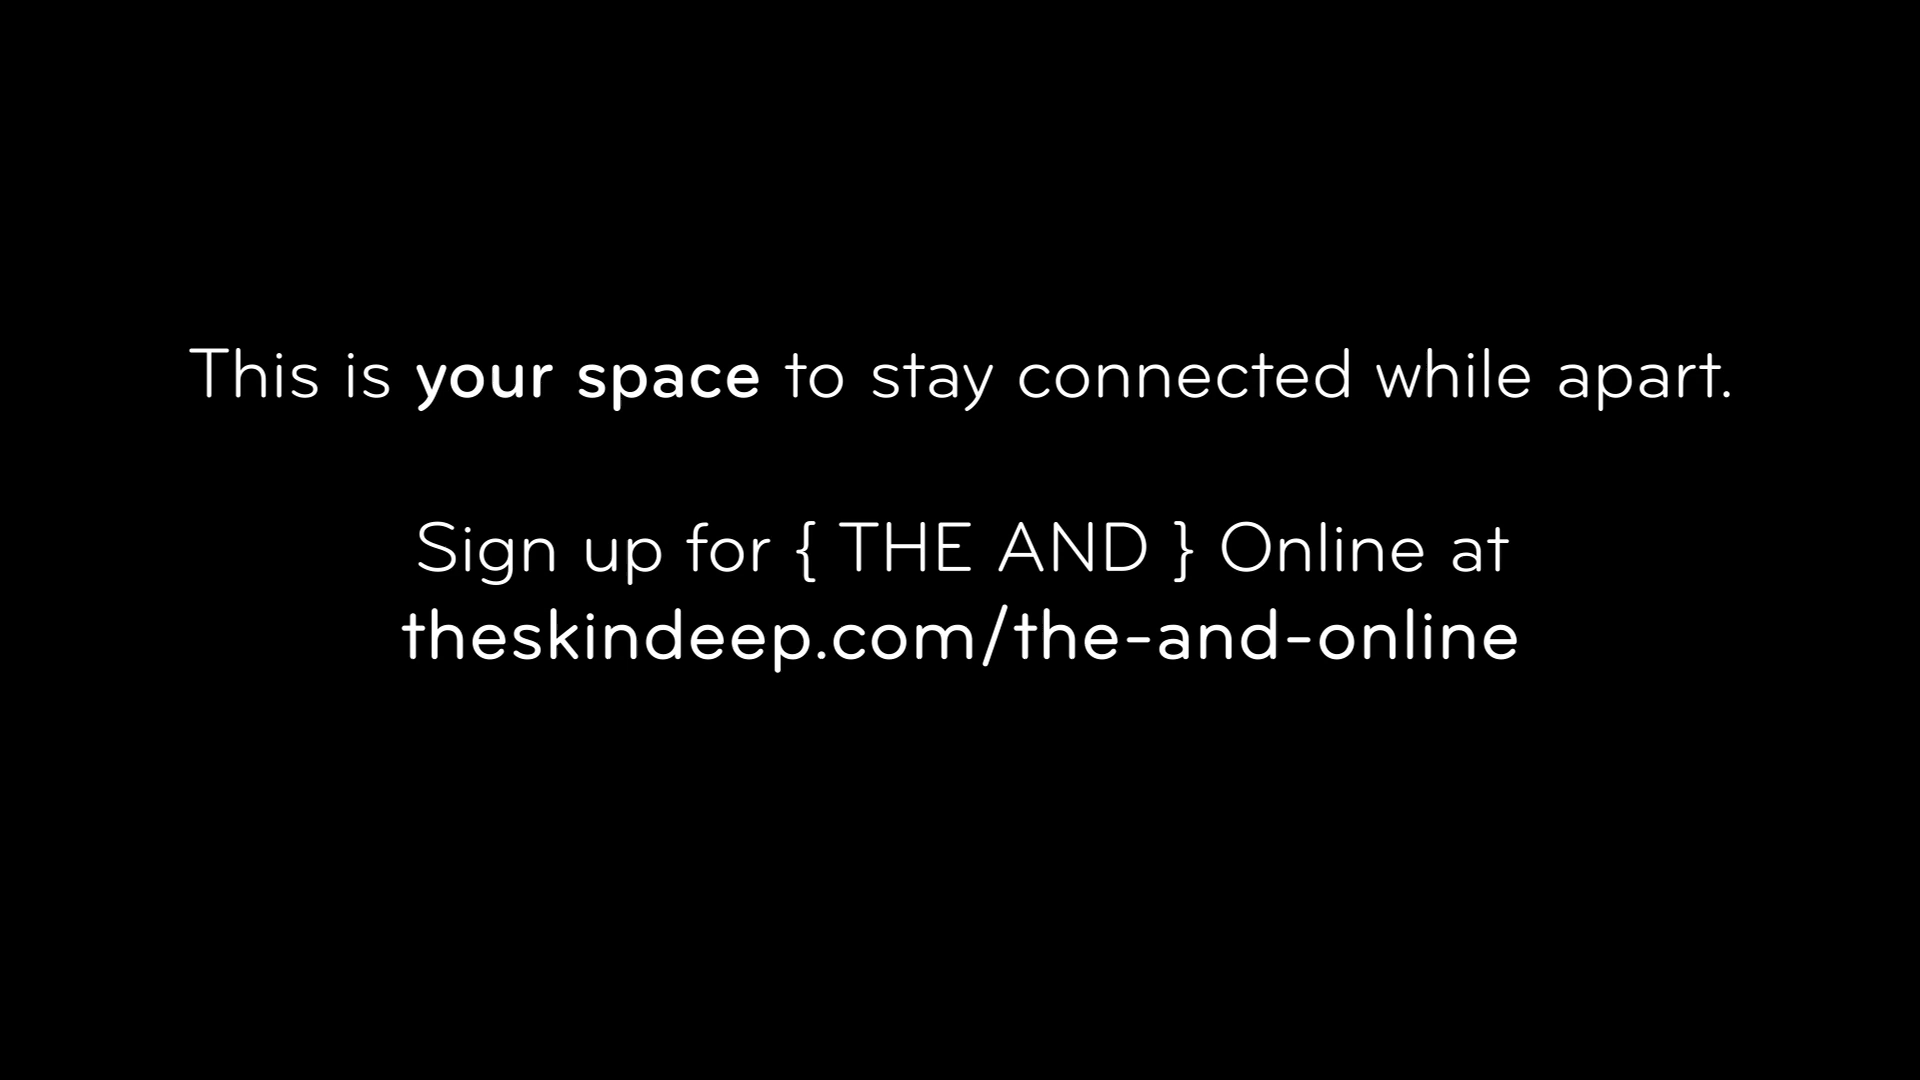 This is your space to stay connected while apart.
Sign up for { THE AND } Online at
theskindeep.com/the-and-online